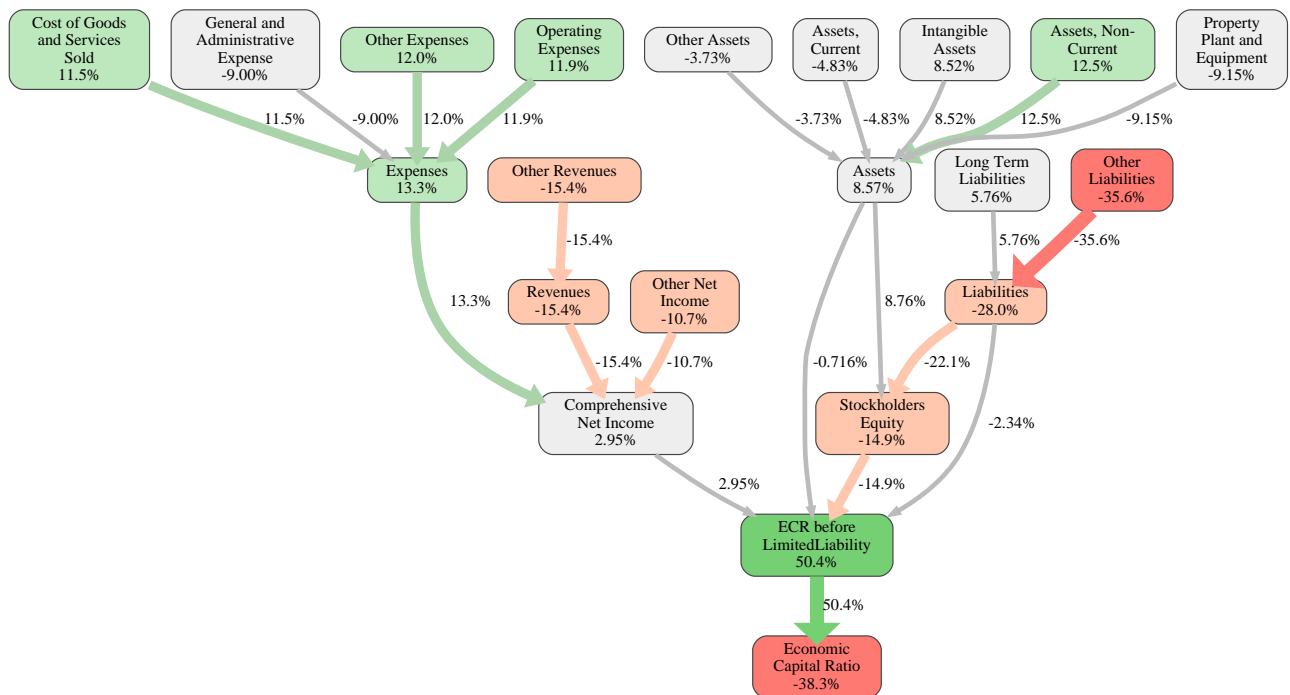 Cost of Goods
and Services
Sold
11.5%
General and
Administrative
Expense
-9.00%
Other Expenses
12.0%
Operating
Expenses
11.9%
Other Assets
-3.73%
Assets,
Current
-4.83%
Intangible
Assets
8.52%
Assets, Non-
Current
12.5%
Property
Plant and
Equipment
-9.15%
11.5%
-9.00%
12.0%
11.9%
-3.73%
-4.83%
8.52%
12.5%
-9.15%
Expenses
13.3%
Other Revenues
-15.4%
Assets
8.57%
Long Term
Liabilities
5.76%
Other
Liabilities
-35.6%
-15.4%
5.76%
-35.6%
13.3%
Revenues
-15.4%
Other Net
Income
-10.7%
8.76%
Liabilities
-28.0%
-15.4%
-10.7%
-0.716%
-22.1%
Comprehensive
Net Income
2.95%
Stockholders
Equity
-14.9%
-2.34%
2.95%
-14.9%
ECR before
LimitedLiability
50.4%
50.4%
Economic
Capital Ratio
-38.3%